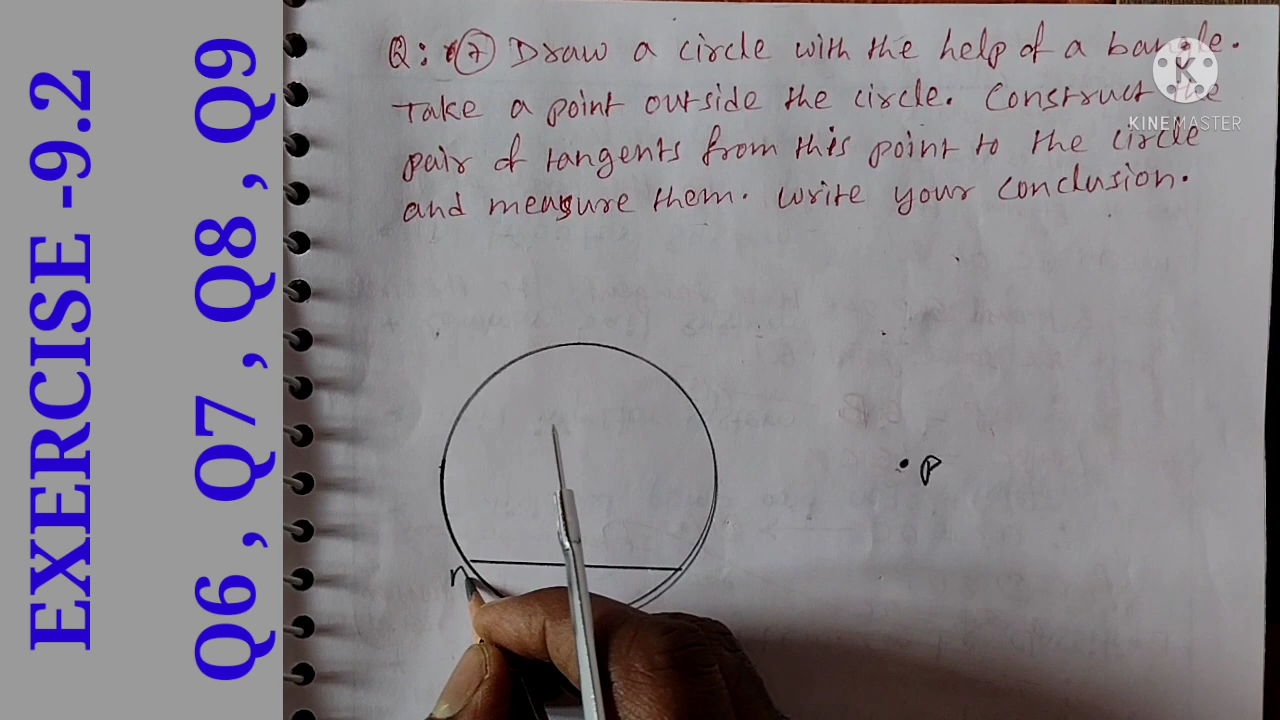 EXERCISE -9.2
Q6 , Q7 , Q8 , Q9
Q: (7) Draw a circle with the help of a bangle.
Take a point outside the circle. Construct the
pair of tangents from this point to the circle
and measure them. Write your conclusion.
K
KINEMASTER
P